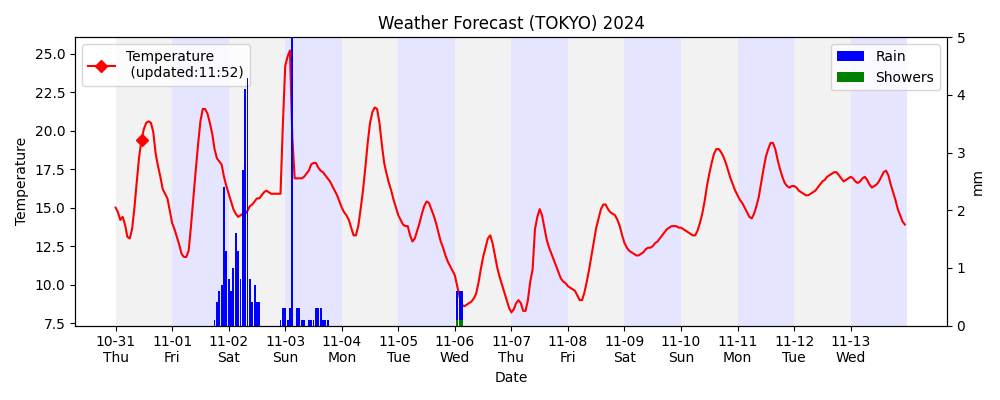 Weather Forecast (TOKYO) 2024
Temperature
(updated:11:52)
Rain
Showers
25.0
22.5
20.0
17.5
15.0
12.5
10.0
7.5
Temperature
5
4
3
2
1
0
mm
10-31 11-01 11-02 11-03 11-04 11-05 11-06 11-07 11-08 11-09 11-10 11-11 11-12 11-13
Thu Fri Sat Sun Mon Tue Wed Thu Fri Sat Sun Mon Tue Wed
Date